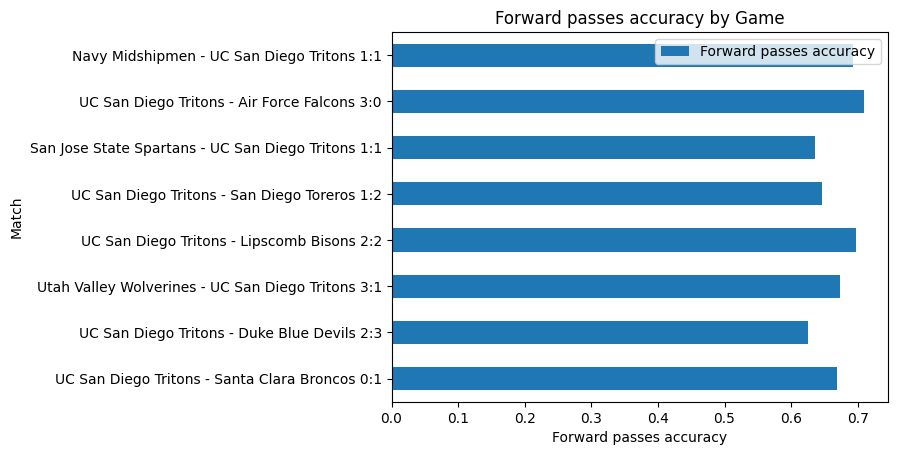 Forward passes accuracy by Game
Forward passes accuracy
Match
Navy Midshipmen - UC San Diego Tritons 1:1
UC San Diego Tritons - Air Force Falcons 3:0
San Jose State Spartans - UC San Diego Tritons 1:1
UC San Diego Tritons - San Diego Toreros 1:2
UC San Diego Tritons - Lipscomb Bisons 2:2
Utah Valley Wolverines - UC San Diego Tritons 3:1
UC San Diego Tritons - Duke Blue Devils 2:3
UC San Diego Tritons - Santa Clara Broncos 0:1
0.0 0.1 0.2 0.3 0.4 0.5 0.6 0.7
Forward passes accuracy